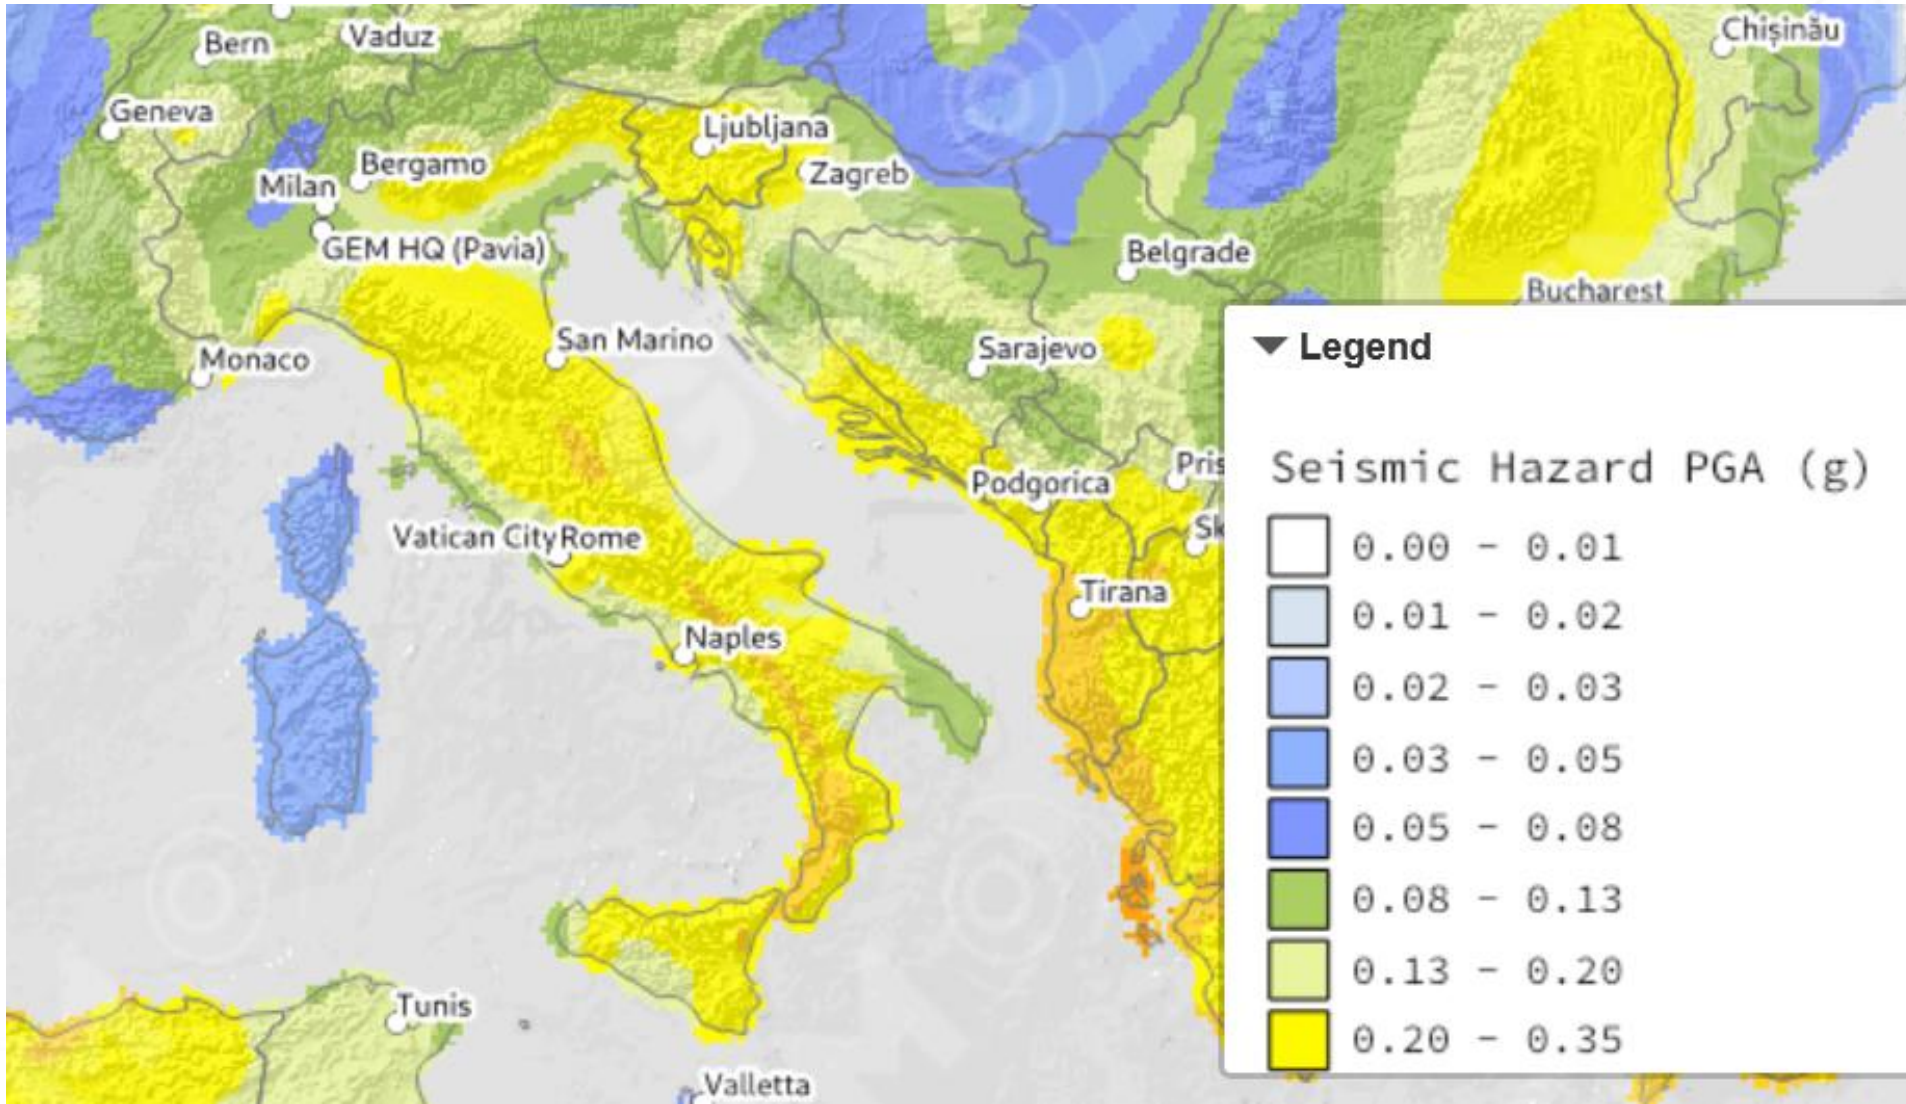 Bern
Vaduz
Chișinău
Geneva
Ljubljana
Bergamo
Zagreb
Milan
GEM HQ (Pavia)
Belgrade
Bucharest
San Marino
Sarajevo
Monaco
▼ Legend
Podgorica
Pris
Seismic Hazard PGA (g)
Vatican City
Rome
Sk
0.00 - 0.01
Tirana
0.01 - 0.02
Naples
0.02 - 0.03
0.03 - 0.05
0.05 - 0.08
0.08 - 0.13
0.13 - 0.20
Tunis
0.20 - 0.35
Valletta